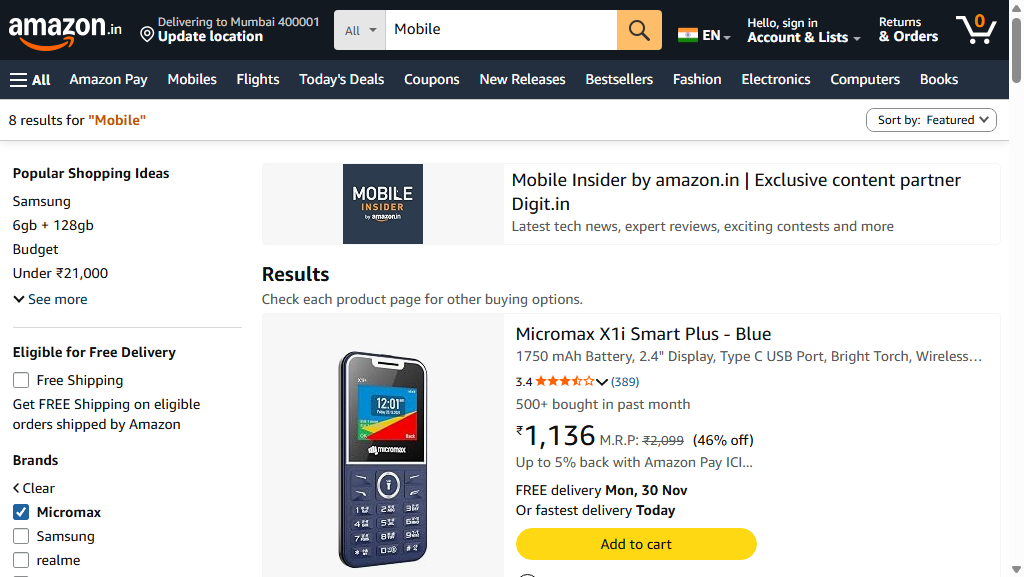 amazon.in
Delivering to Mumbai 400001
Update location
All
Mobile
EN
Hello, sign in
Account & Lists
Returns
& Orders
0
All
Amazon Pay
Mobiles
Flights
Today's Deals
Coupons
New Releases
Bestsellers
Fashion
Electronics
Computers
Books
8 results for "Mobile"
Sort by: Featured
Popular Shopping Ideas
Samsung
6gb + 128gb
Budget
Under ₹21,000
See more
Eligible for Free Delivery
Free Shipping
Get FREE Shipping on eligible
orders shipped by Amazon
Brands
Clear
Micromax
Samsung
realme
MOBILE
INSIDER
by amazon.in
Mobile Insider by amazon.in | Exclusive content partner
Digit.in
Latest tech news, expert reviews, exciting contests and more
Results
Check each product page for other buying options.
X1i+
12:01
Back
micromax
Micromax X1i Smart Plus - Blue
1750 mAh Battery, 2.4" Display, Type C USB Port, Bright Torch, Wireless…
3.4 (389)
500+ bought in past month
₹1,136 M.R.P: ₹2,099 (46% off)
Up to 5% back with Amazon Pay ICI…
FREE delivery Mon, 30 Nov
Or fastest delivery Today
Add to cart